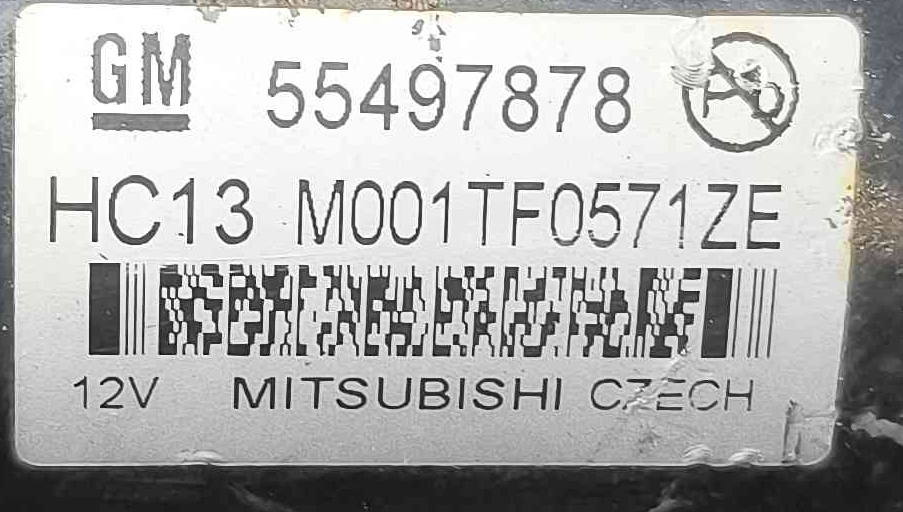 GM 55497878
HC13 M001TF0571ZE
12V MITSUBISHI CZECH